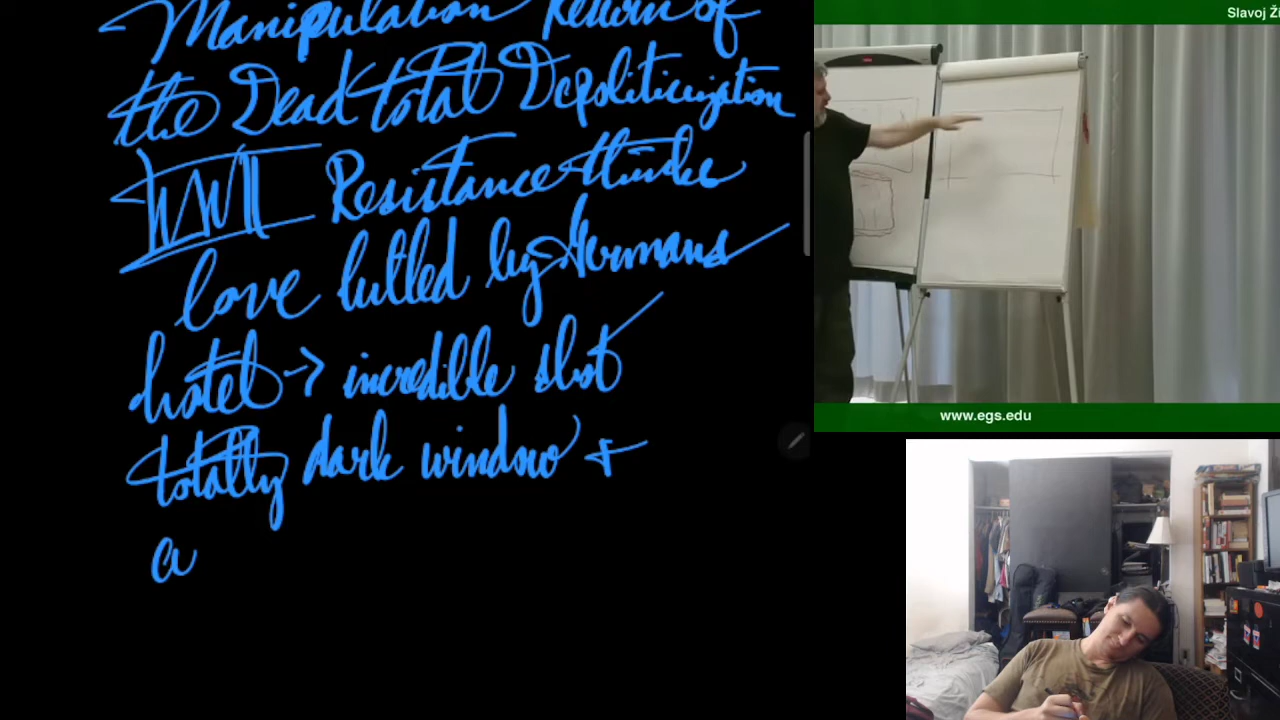 Manipulation Return of
the Dead total Depoliticization
WWII Resistance thinks
love killed by Germans
hotel -> incredible shot
totally dark window +
a
Slavoj Ži
www.egs.edu